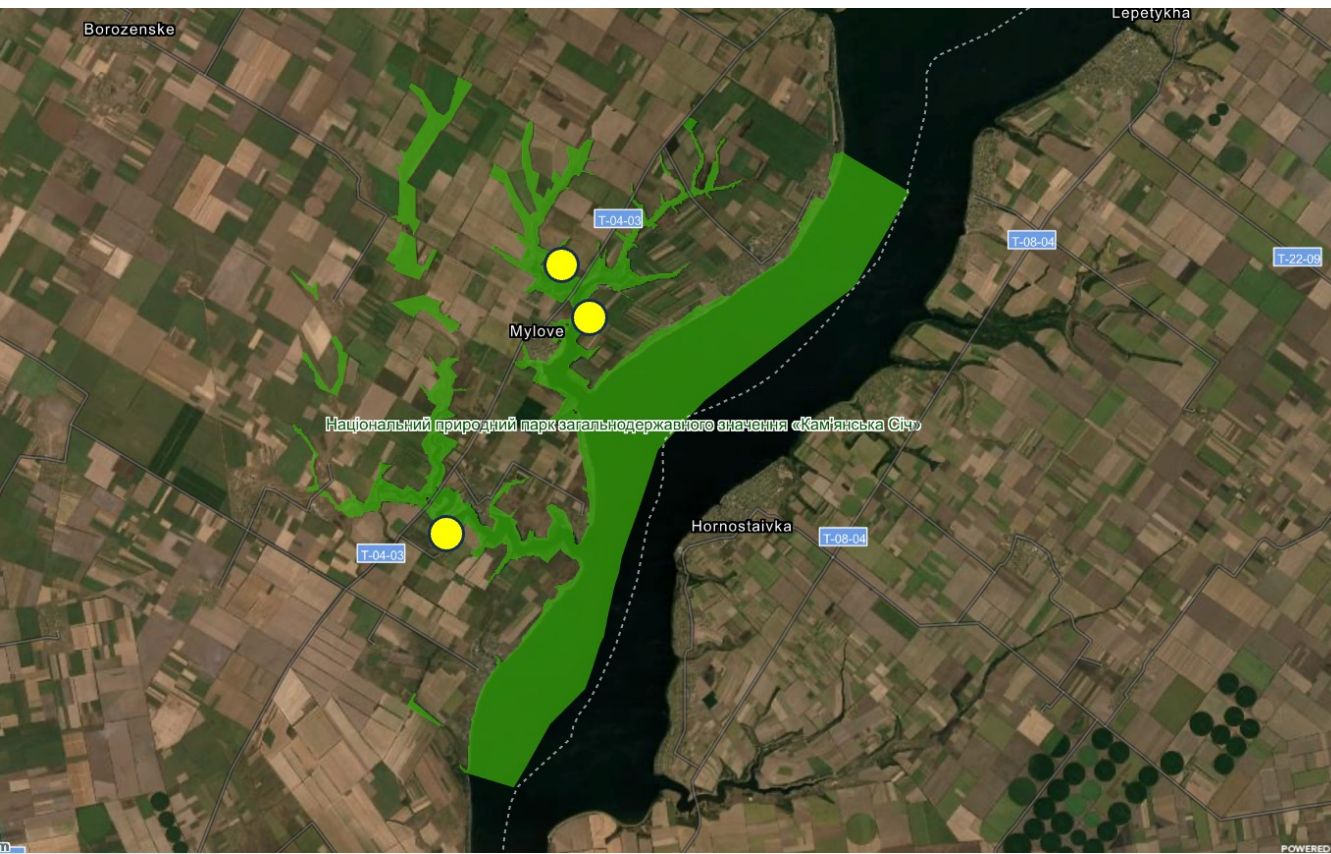 Lepetykha
Borozenske
T-04-03
T-08-04
T-22-09
Mylove
Національний природний парк загальнодержавного значення «Кам'янська Січ»
Hornostaivka
T-08-04
T-04-03
m
POWERED